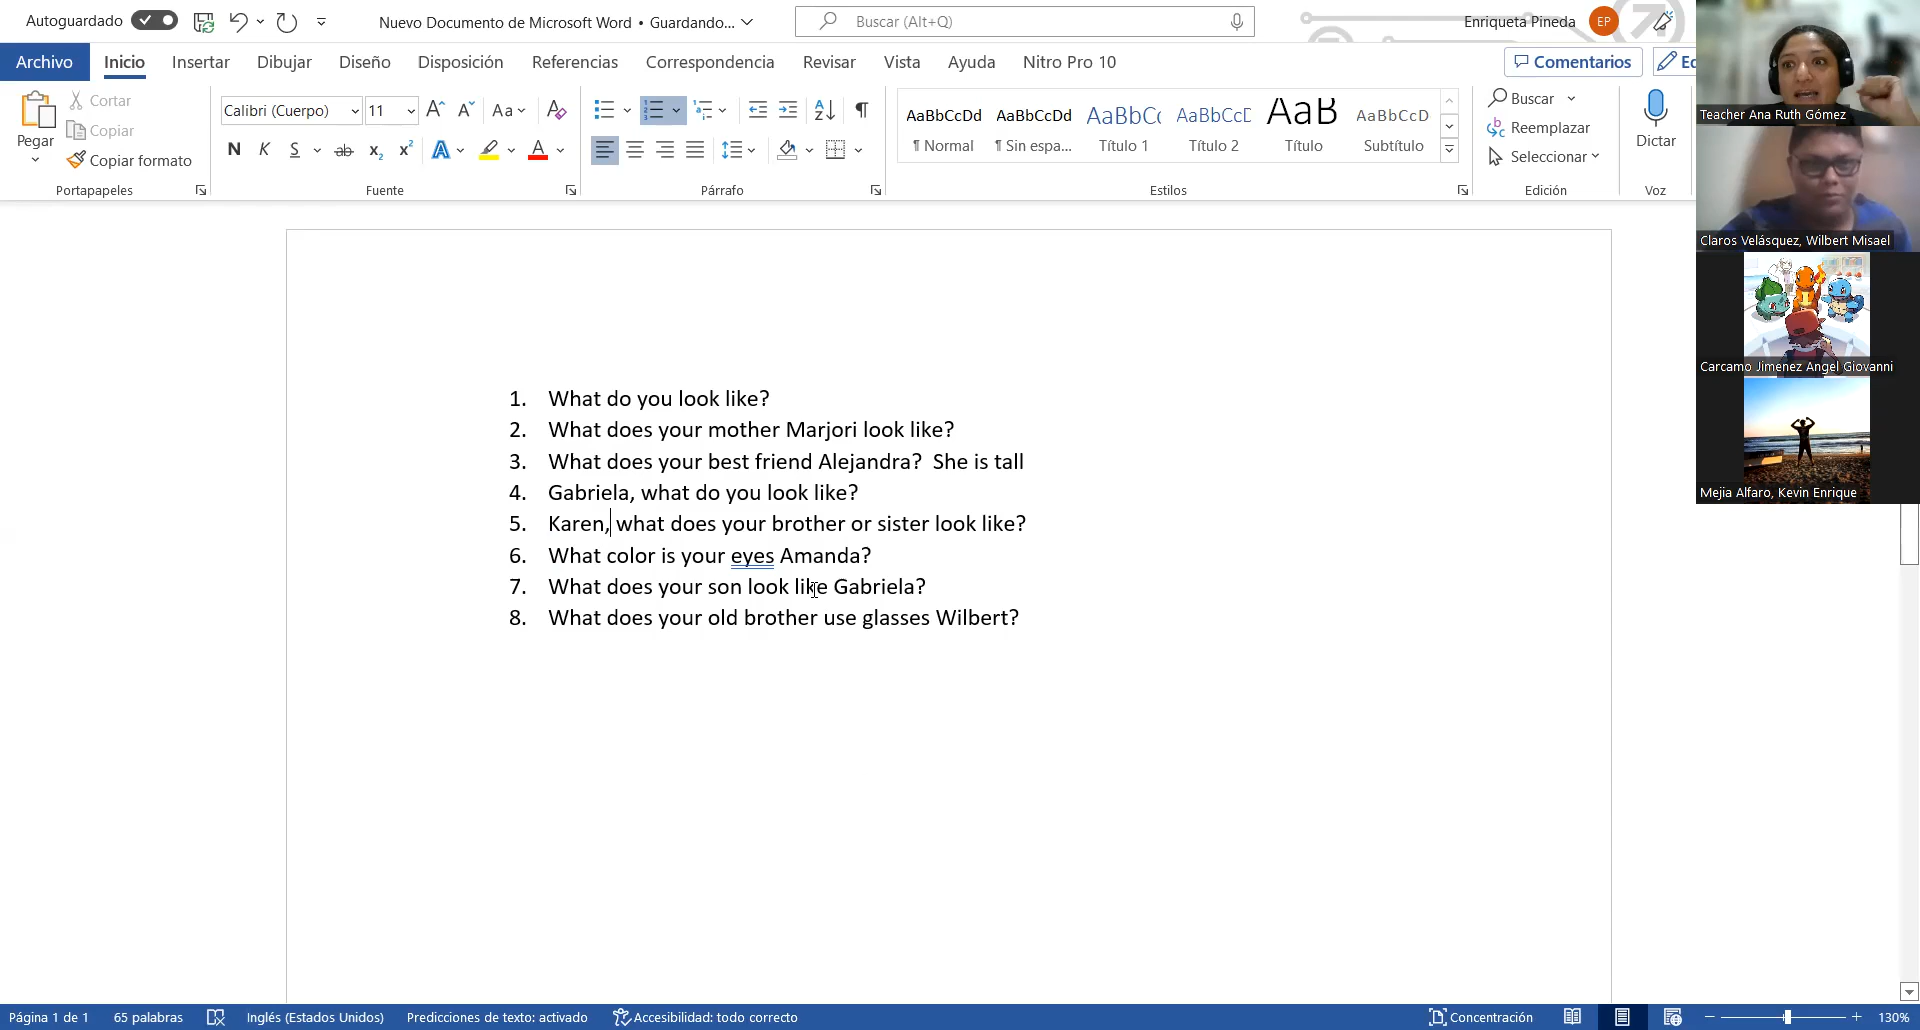 Autoguardado
Nuevo Documento de Microsoft Word • Guardando...
Buscar (Alt+Q)
Enriqueta Pineda
EP
Archivo
Inicio
Insertar
Dibujar
Diseño
Disposición
Referencias
Correspondencia
Revisar
Vista
Ayuda
Nitro Pro 10
Comentarios
Pegar
Cortar
Copiar
Copiar formato
Portapapeles
Calibri (Cuerpo)
11
Fuente
Párrafo
AaBbCcDd
¶ Normal
AaBbCcDd
¶ Sin espa...
AaBbCc
Título 1
AaBbCcD
Título 2
AaB
Título
AaBbCcD
Subtítulo
Estilos
Buscar
Reemplazar
Seleccionar
Edición
Dictar
Voz
Teacher Ana Ruth Gómez
Claros Velásquez, Wilbert Misael
Carcamo Jimenez Angel Giovanni
Mejia Alfaro, Kevin Enrique
1. What do you look like?
2. What does your mother Marjori look like?
3. What does your best friend Alejandra?  She is tall
4. Gabriela, what do you look like?
5. Karen, what does your brother or sister look like?
6. What color is your eyes Amanda?
7. What does your son look like Gabriela?
8. What does your old brother use glasses Wilbert?
Página 1 de 1
65 palabras
Inglés (Estados Unidos)
Predicciones de texto: activado
Accesibilidad: todo correcto
Concentración
130%